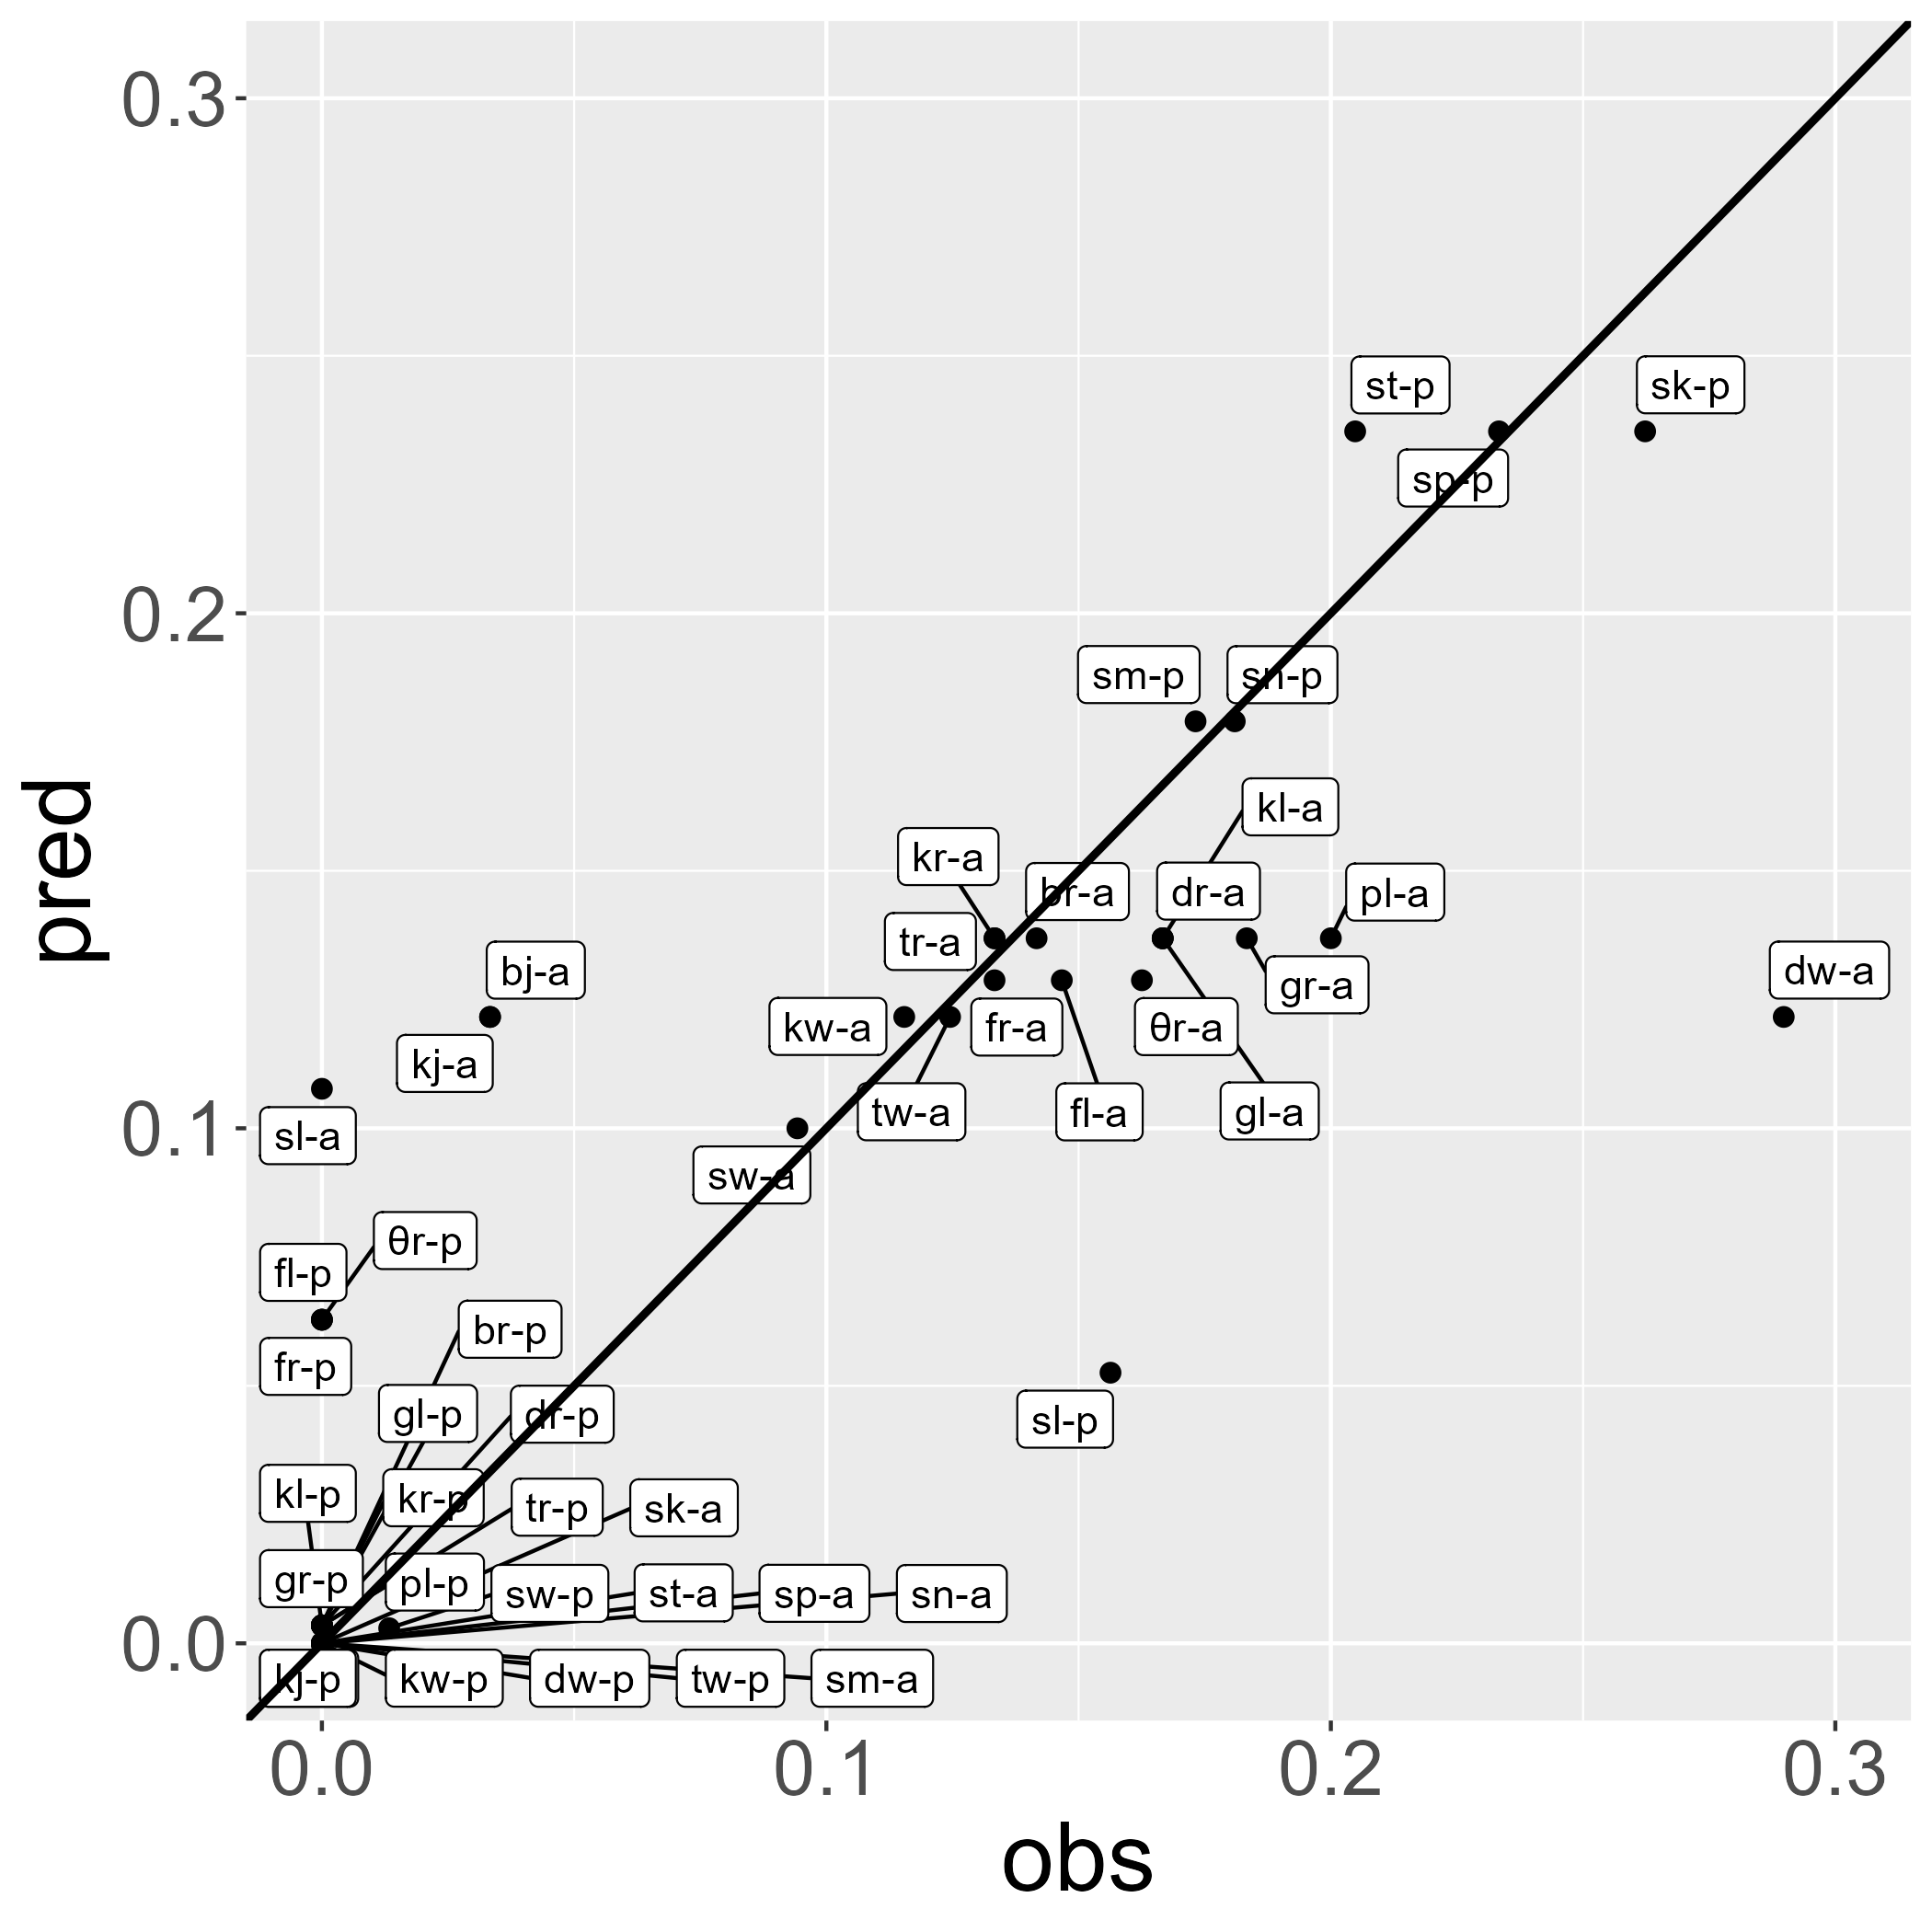 0.3
st-p
sk-p
sp-p
0.2
sm-p
sn-p
kl-a
kr-a
br-a
dr-a
pl-a
tr-a
bj-a
gr-a
dw-a
kw-a
fr-a
θr-a
kj-a
tw-a
fl-a
gl-a
0.1
sl-a
sw-a
θr-p
fl-p
br-p
fr-p
gl-p
dr-p
sl-p
kl-p
kr-p
tr-p
sk-a
gr-p
pl-p
sw-p
st-a
sp-a
sn-a
0.0
kj-p
kw-p
dw-p
tw-p
sm-a
0.0
0.1
0.2
0.3
obs
pred